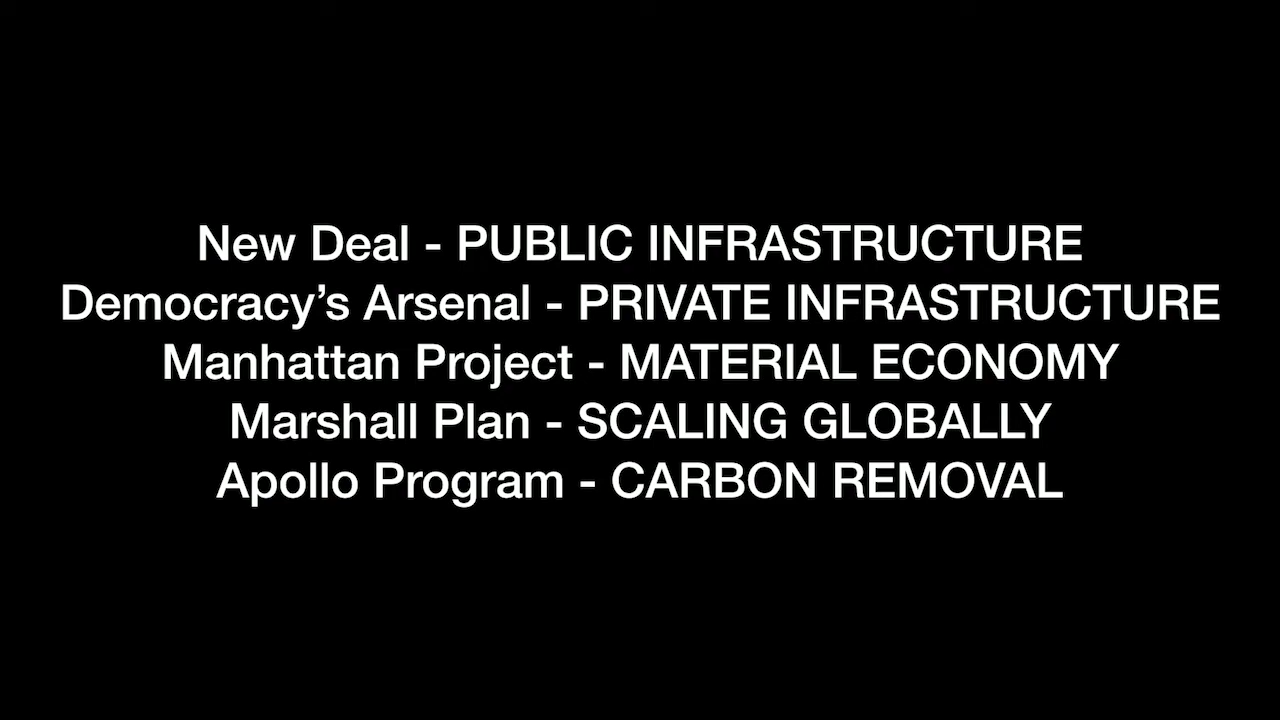 New Deal - PUBLIC INFRASTRUCTURE
Democracy’s Arsenal - PRIVATE INFRASTRUCTURE
Manhattan Project - MATERIAL ECONOMY
Marshall Plan - SCALING GLOBALLY
Apollo Program - CARBON REMOVAL